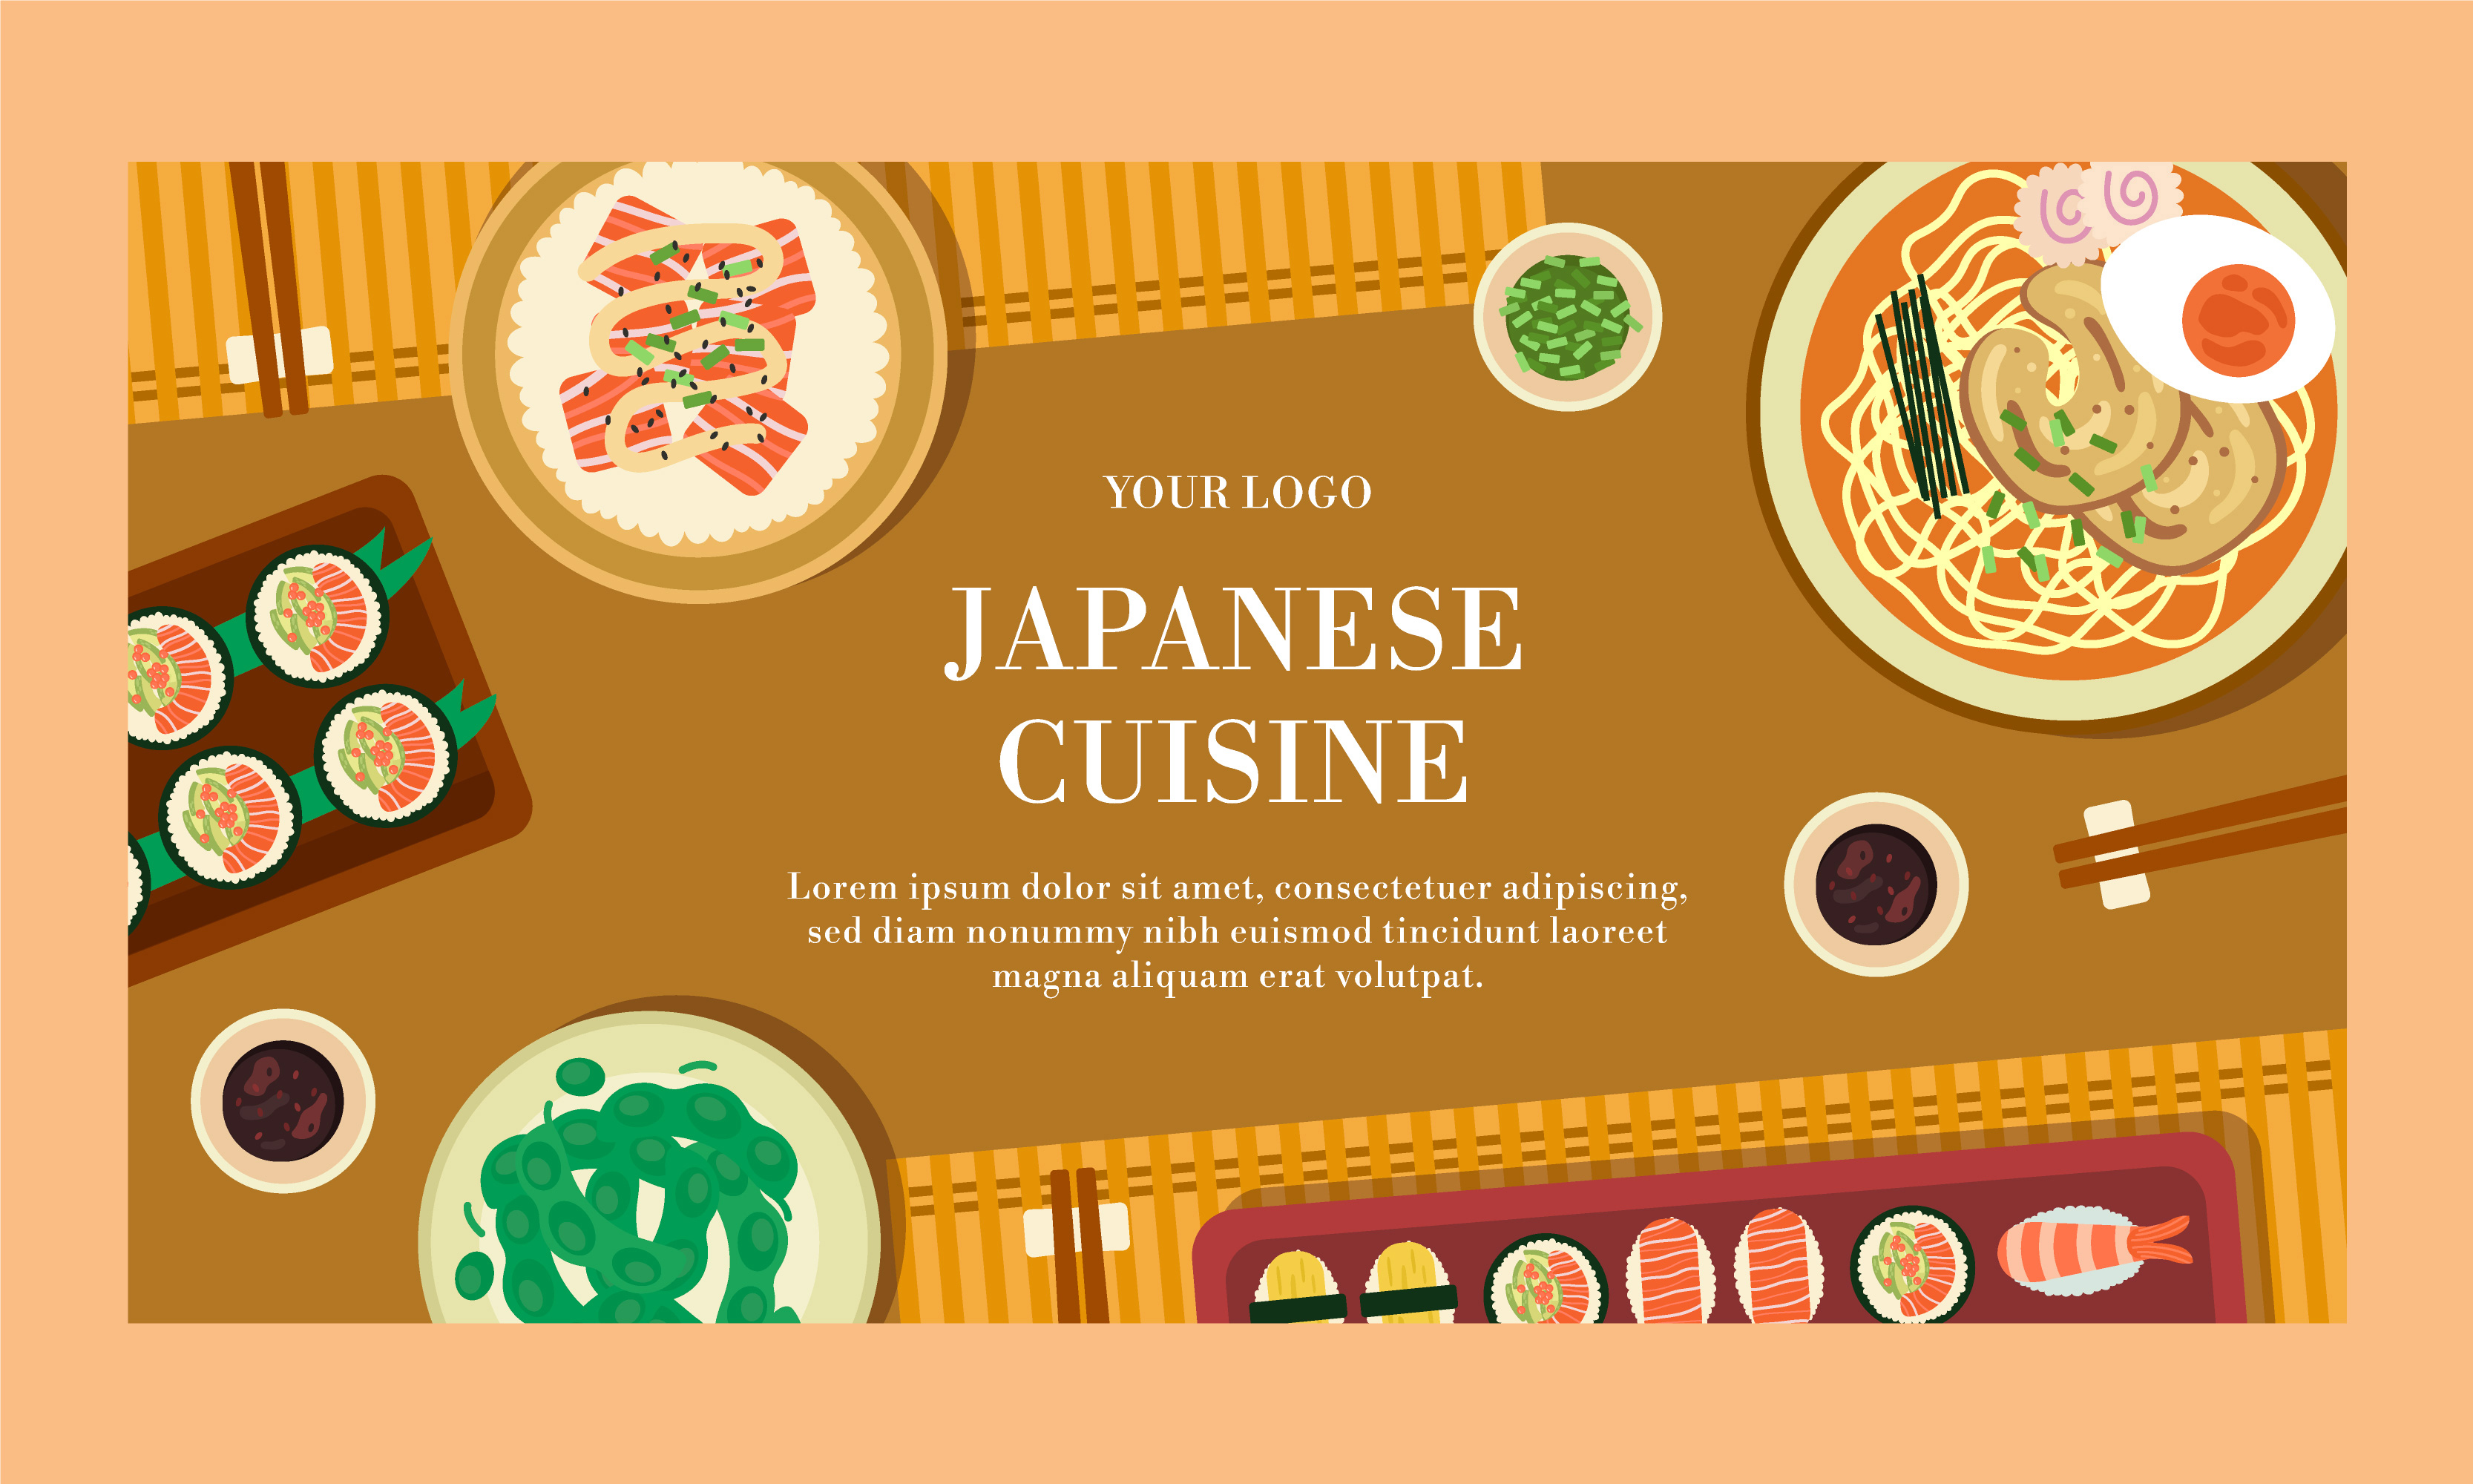 YOUR LOGO
JAPANESE
CUISINE
Lorem ipsum dolor sit amet, consectetuer adipiscing,
sed diam nonummy nibh euismod tincidunt laoreet
magna aliquam erat volutpat.